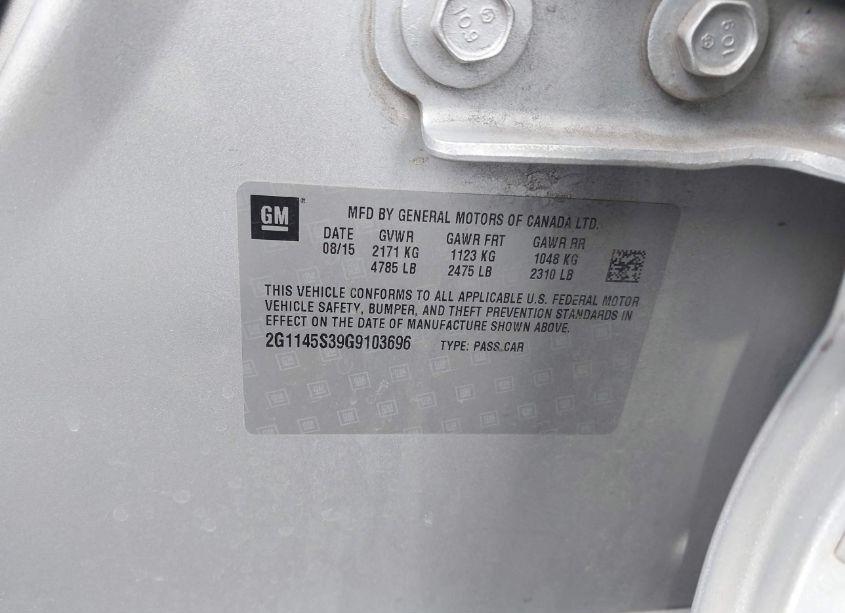 109
109
GM
MFD BY GENERAL MOTORS OF CANADA LTD.
DATE GVWR GAWR FRT GAWR RR
08/15 2171 KG 1123 KG 1048 KG
4785 LB 2475 LB 2310 LB
THIS VEHICLE CONFORMS TO ALL APPLICABLE U.S. FEDERAL MOTOR
VEHICLE SAFETY, BUMPER, AND THEFT PREVENTION STANDARDS IN
EFFECT ON THE DATE OF MANUFACTURE SHOWN ABOVE.
2G1145S39G9103696 TYPE: PASS CAR